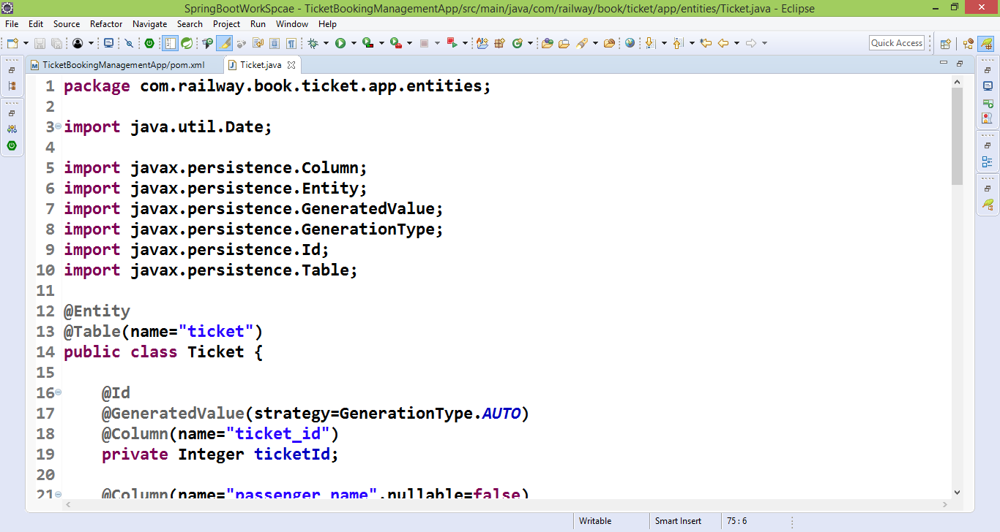 SpringBootWorkSpcae - TicketBookingManagementApp/src/main/java/com/railway/book/ticket/app/entities/Ticket.java - Eclipse
File Edit Source Refactor Navigate Search Project Run Window Help
Quick Access
TicketBookingManagementApp/pom.xml Ticket.java
1 package com.railway.book.ticket.app.entities;
2
3 import java.util.Date;
4
5 import javax.persistence.Column;
6 import javax.persistence.Entity;
7 import javax.persistence.GeneratedValue;
8 import javax.persistence.GenerationType;
9 import javax.persistence.Id;
10 import javax.persistence.Table;
11
12 @Entity
13 @Table(name="ticket")
14 public class Ticket {
15
16 @Id
17 @GeneratedValue(strategy=GenerationType.AUTO)
18 @Column(name="ticket_id")
19 private Integer ticketId;
20
21 @Column(name="passenger_name",nullable=false)
Writable Smart Insert 75 : 6